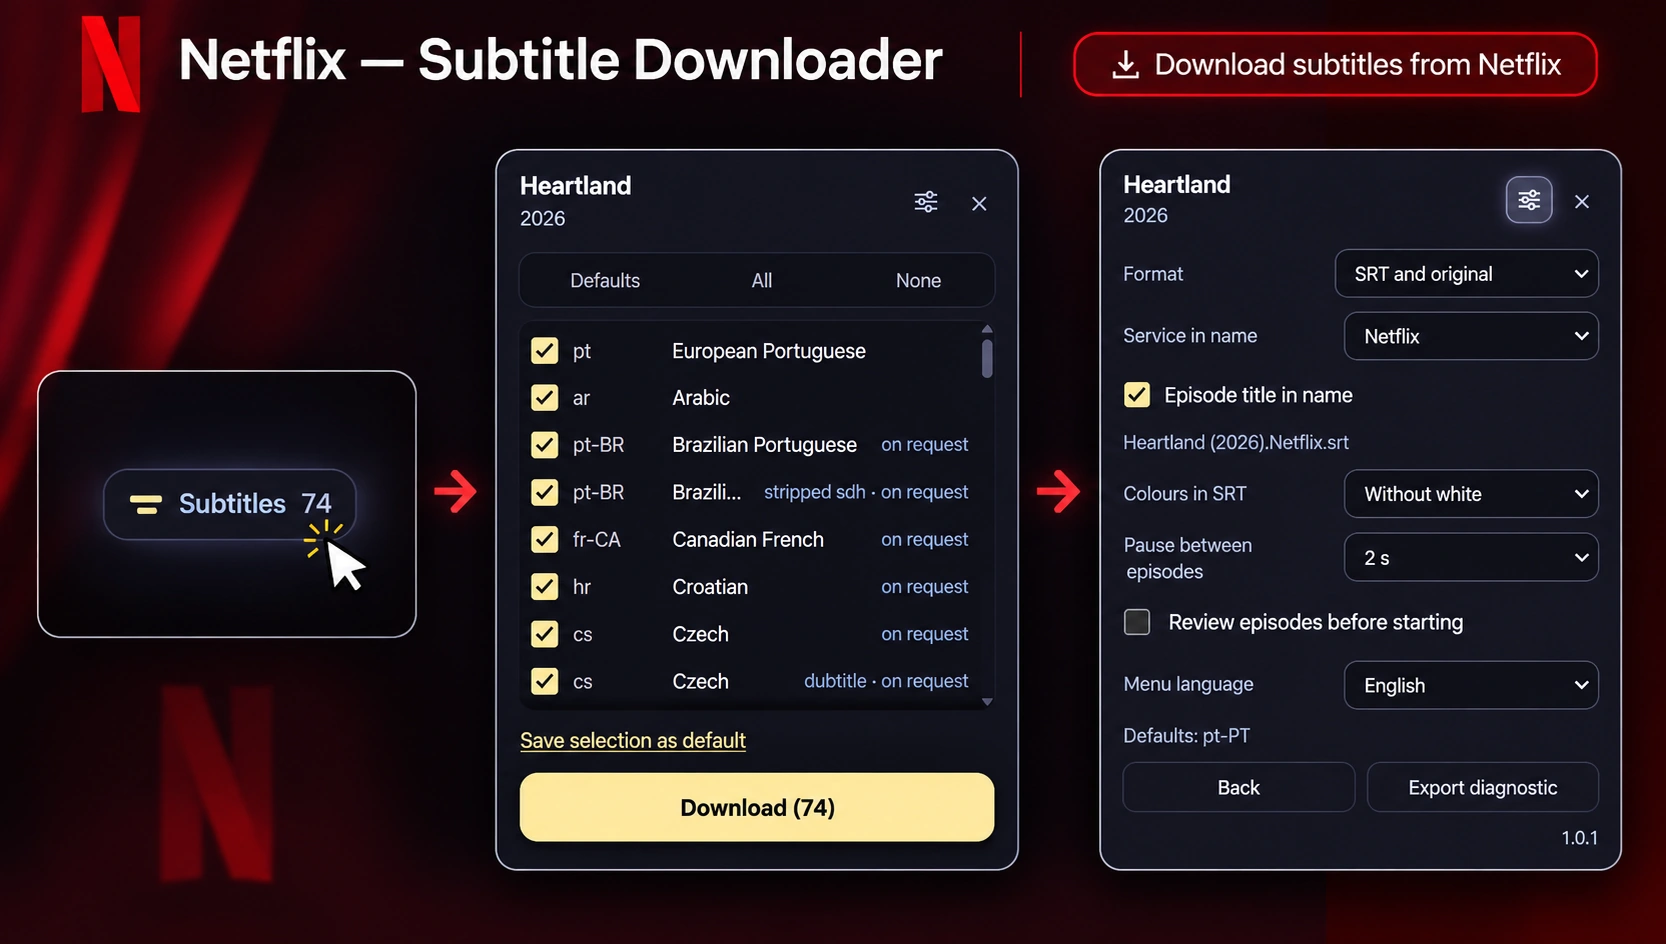 N
Netflix — Subtitle Downloader
Download subtitles from Netflix
Subtitles 74
N
Heartland
2026
Defaults All None
pt European Portuguese
ar Arabic
pt-BR Brazilian Portuguese on request
pt-BR Brazili... stripped sdh · on request
fr-CA Canadian French on request
hr Croatian on request
cs Czech on request
cs Czech dubtitle · on request
Save selection as default
Download (74)
Heartland
2026
Format SRT and original
Service in name Netflix
Episode title in name
Heartland (2026).Netflix.srt
Colours in SRT Without white
Pause between
episodes
2 s
Review episodes before starting
Menu language English
Defaults: pt-PT
Back Export diagnostic
1.0.1